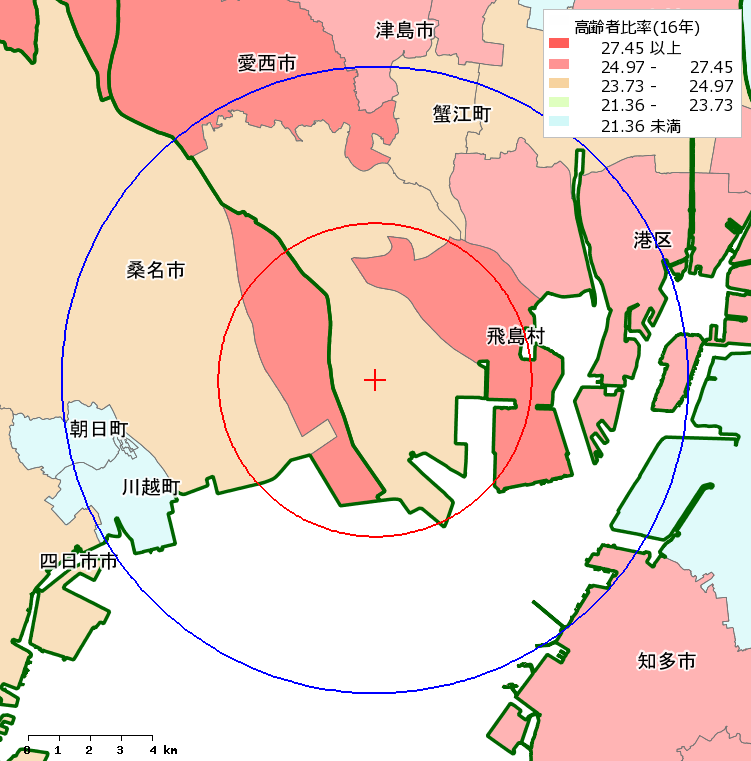 津島市
高齢者比率(16年)
27.45 以上
24.97 - 27.45
23.73 - 24.97
21.36 - 23.73
21.36 未満
愛西市
蟹江町
港区
桑名市
飛島村
朝日町
川越町
四日市市
知多市
0 1 2 3 4 km